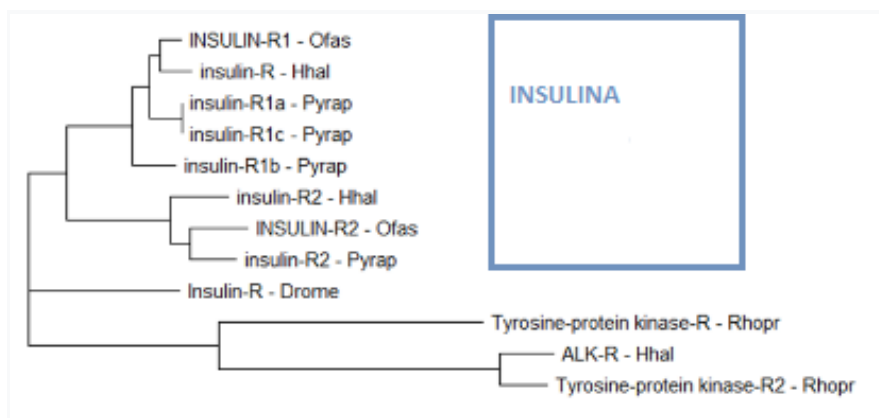 INSULIN-R1 - Ofas
insulin-R - Hhal
INSULINA
insulin-R1a - Pyrap
insulin-R1c - Pyrap
insulin-R1b - Pyrap
insulin-R2 - Hhal
INSULIN-R2 - Ofas
insulin-R2 - Pyrap
Insulin-R - Drome
Tyrosine-protein kinase-R - Rhopr
ALK-R - Hhal
Tyrosine-protein kinase-R2 - Rhopr